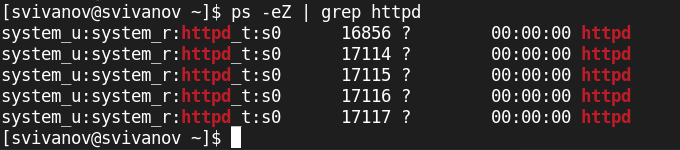 [svivanov@svivanov ~]$ ps -eZ | grep httpd
system_u:system_r:httpd_t:s0      16856 ?        00:00:00 httpd
system_u:system_r:httpd_t:s0      17114 ?        00:00:00 httpd
system_u:system_r:httpd_t:s0      17115 ?        00:00:00 httpd
system_u:system_r:httpd_t:s0      17116 ?        00:00:00 httpd
system_u:system_r:httpd_t:s0      17117 ?        00:00:00 httpd
[svivanov@svivanov ~]$